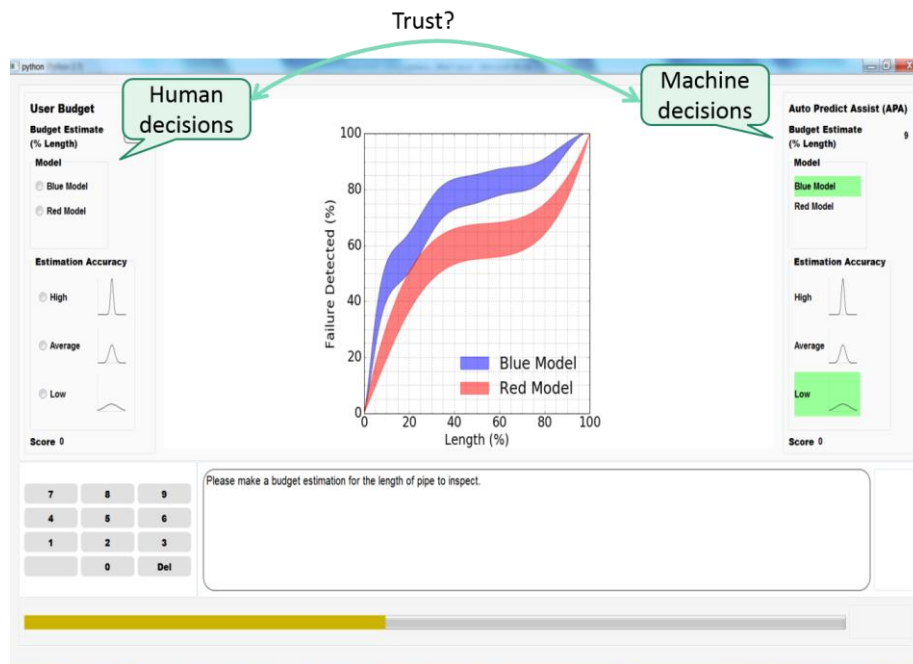 Trust?
python
Human
decisions
Machine
decisions
User Budget
Budget Estimate
(% Length)
Model
Blue Model
Red Model
Estimation Accuracy
High
Average
Low
Score 0
100
80
60
40
20
0
Failure Detected (%)
0 20 40 60 80 100
Length (%)
Blue Model
Red Model
Auto Predict Assist (APA)
Budget Estimate
(% Length)
9
Model
Blue Model
Red Model
Estimation Accuracy
High
Average
Low
Score 0
7 8 9
4 5 6
1 2 3
0 Del
Please make a budget estimation for the length of pipe to inspect.